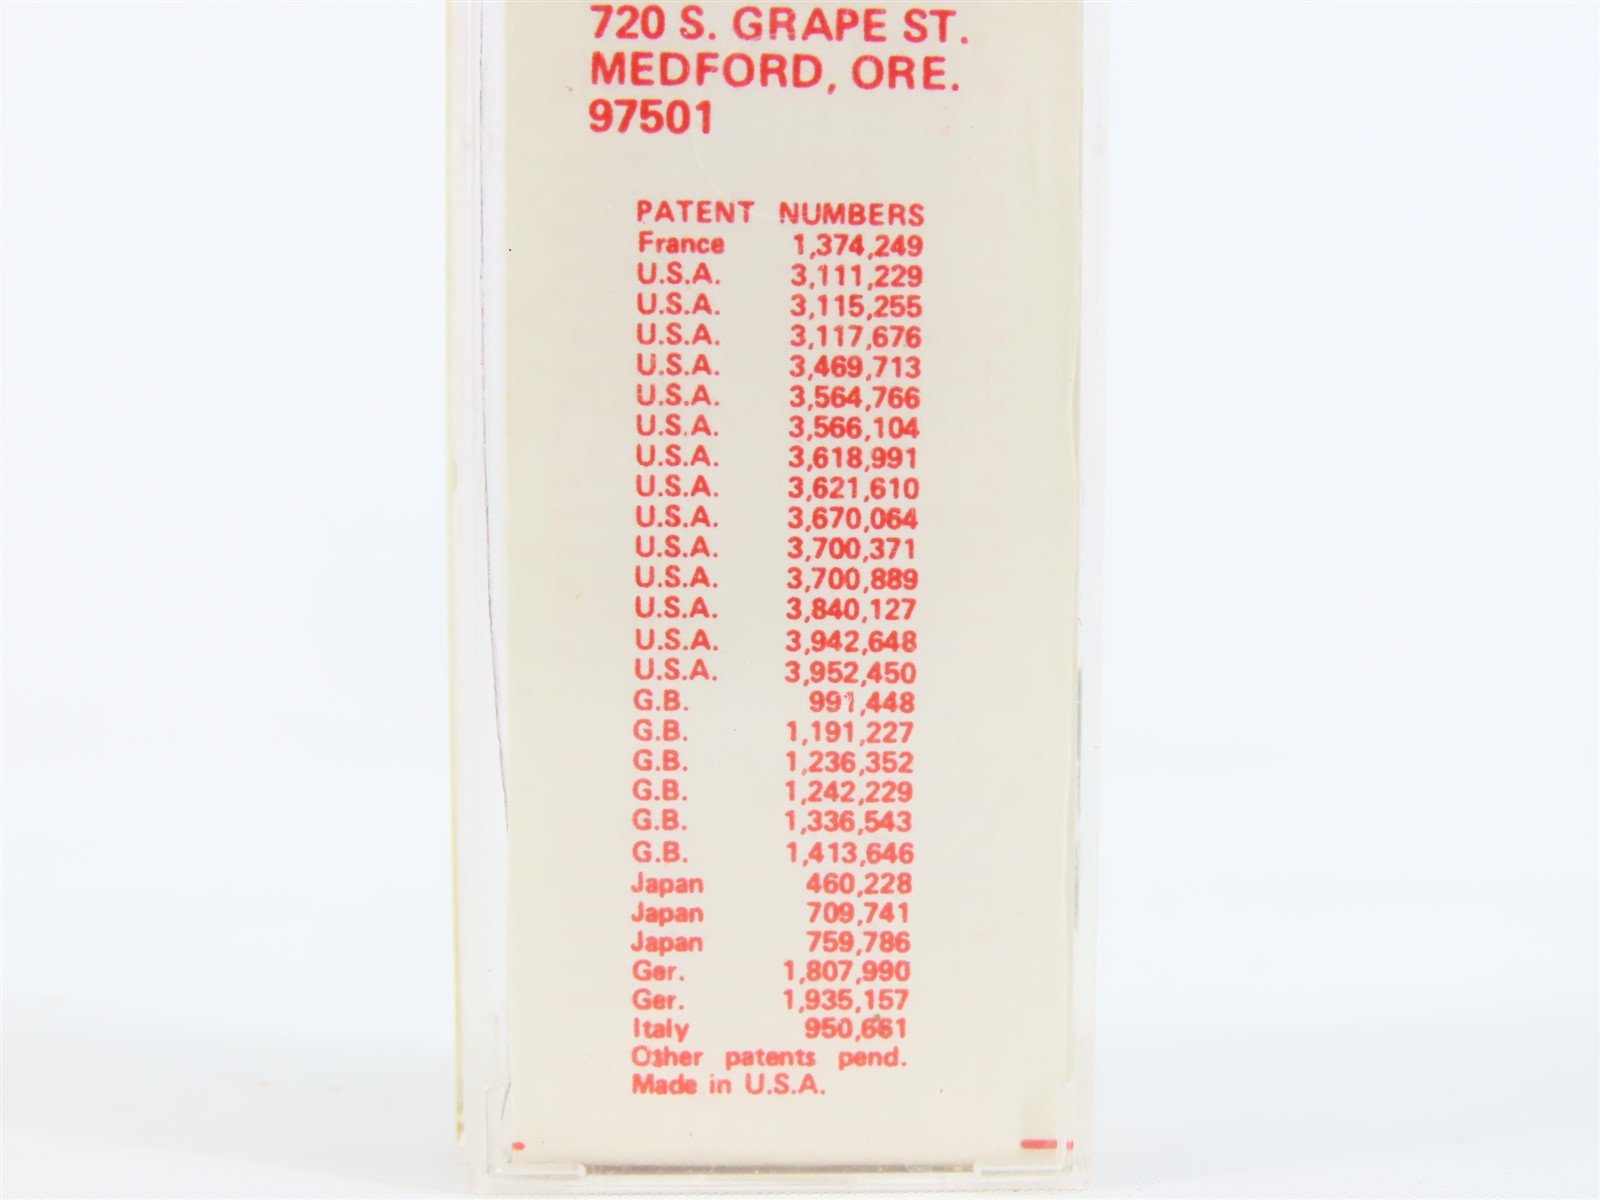 720 S. GRAPE ST.
MEDFORD, ORE.
97501
PATENT NUMBERS
France 1,374,249
U.S.A. 3,111,229
U.S.A. 3,115,255
U.S.A. 3,117,676
U.S.A. 3,469,713
U.S.A. 3,564,766
U.S.A. 3,566,104
U.S.A. 3,618,991
U.S.A. 3,621,610
U.S.A. 3,670,064
U.S.A. 3,700,371
U.S.A. 3,700,889
U.S.A. 3,840,127
U.S.A. 3,942,648
U.S.A. 3,952,450
G.B. 991,448
G.B. 1,191,227
G.B. 1,236,352
G.B. 1,242,229
G.B. 1,336,543
G.B. 1,413,646
Japan 460,228
Japan 709,741
Japan 759,786
Ger. 1,807,990
Ger. 1,935,157
Italy 950,661
Other patents pend.
Made in U.S.A.